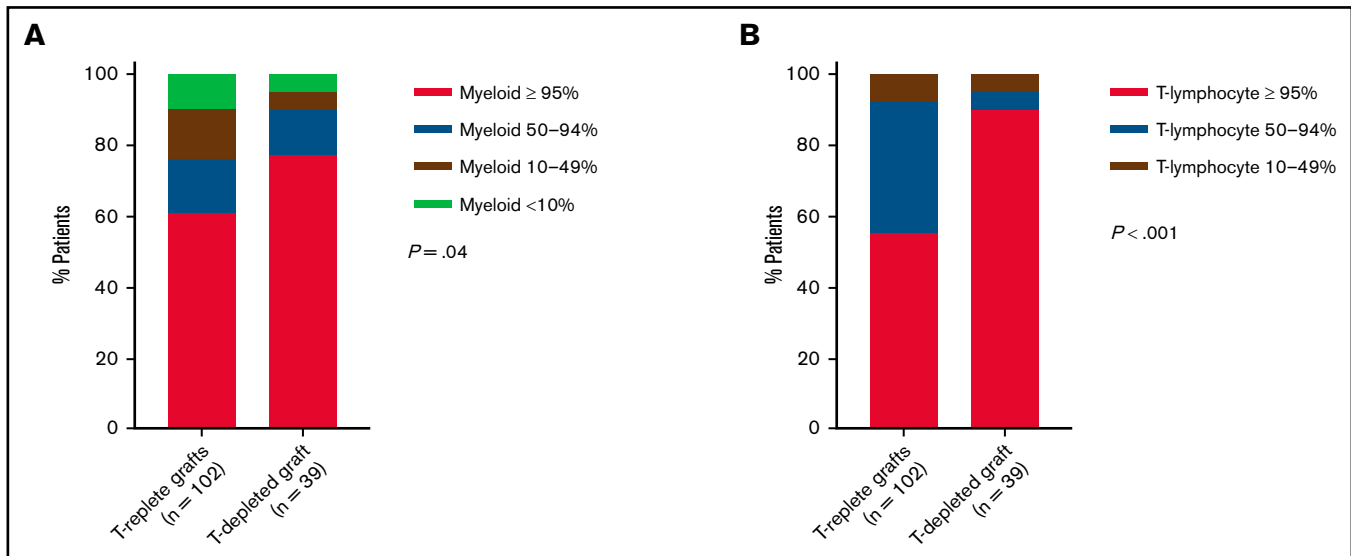 A
% Patients
100
80
60
40
20
0
T-replete grafts
(n = 102)
T-depleted graft
(n = 39)
Myeloid ≥ 95%
Myeloid 50–94%
Myeloid 10–49%
Myeloid <10%
P = .04
B
% Patients
100
80
60
40
20
0
T-replete grafts
(n = 102)
T-depleted graft
(n = 39)
T-lymphocyte ≥ 95%
T-lymphocyte 50–94%
T-lymphocyte 10–49%
P < .001